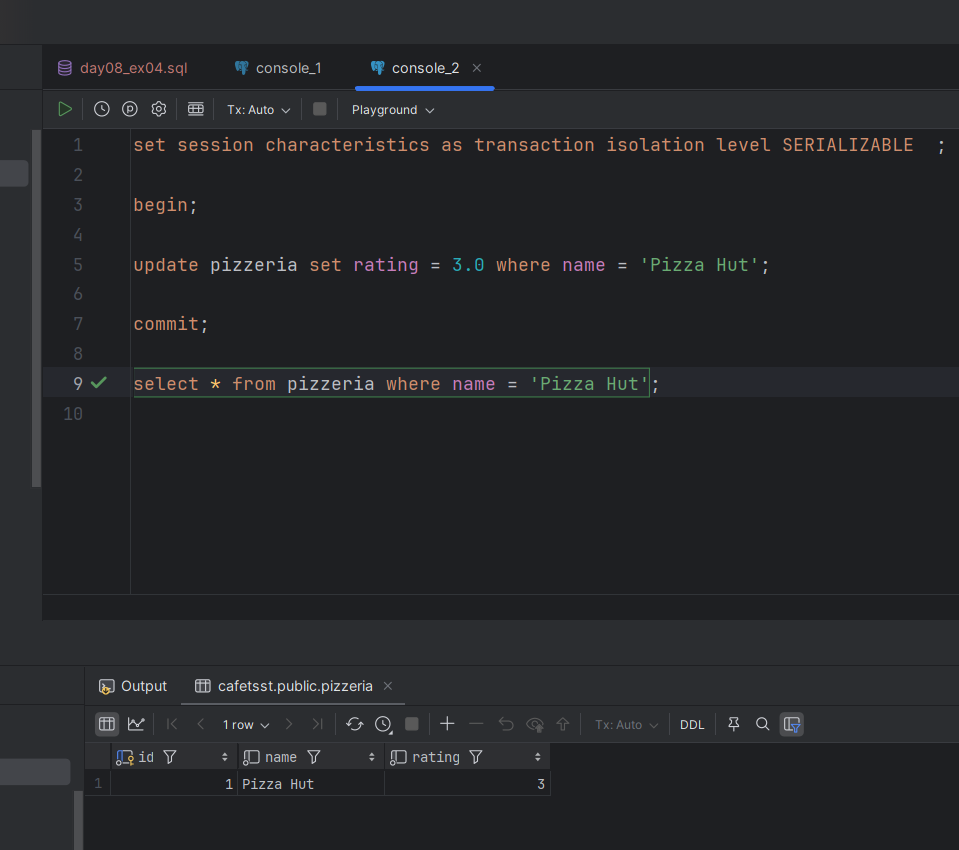 day08_ex04.sql console_1 console_2
Tx: Auto Playground
1 set session characteristics as transaction isolation level SERIALIZABLE  ;
2
3 begin;
4
5 update pizzeria set rating = 3.0 where name = 'Pizza Hut';
6
7 commit;
8
9 select * from pizzeria where name = 'Pizza Hut';
10
Output cafetsst.public.pizzeria
1 row Tx: Auto DDL
id name rating
1 1 Pizza Hut 3